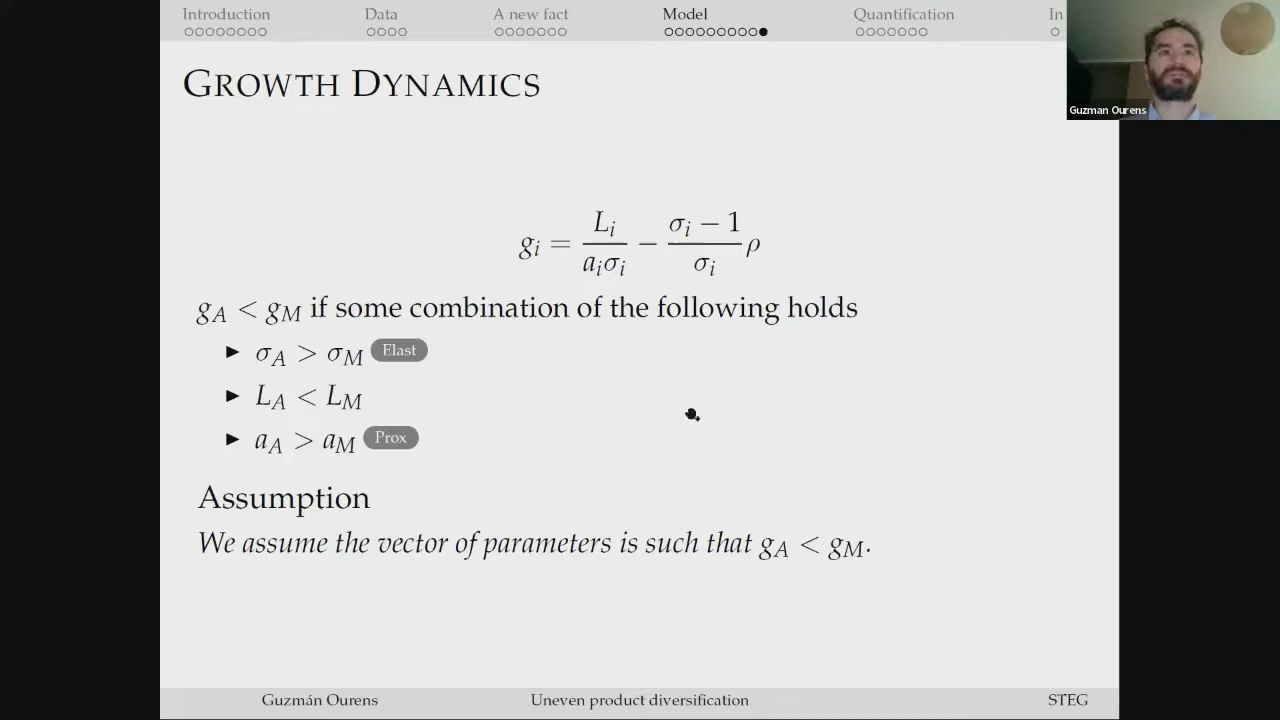 Introduction Data A new fact Model Quantification In
GROWTH DYNAMICS
Guzman Ourens
g_i = L_i / (a_i σ_i) − ((σ_i − 1) / σ_i) ρ
g_A < g_M if some combination of the following holds
► σ_A > σ_M Elast
► L_A < L_M
► a_A > a_M Prox
Assumption
We assume the vector of parameters is such that g_A < g_M.
Guzmán Ourens Uneven product diversification STEG